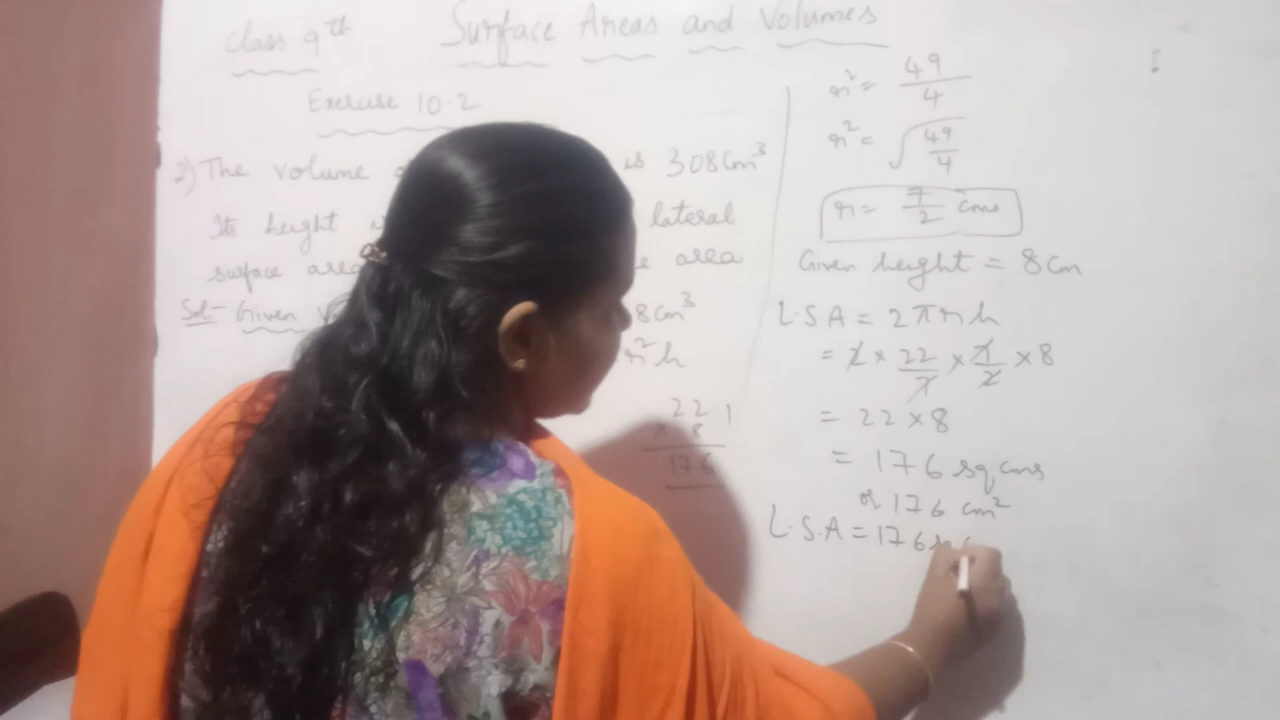 Class 9th Surface Areas and Volumes
Exercise 10.2
2) The volume is 308cm³
Its height lateral
surface area area
Sol:- Given 8cm³
r²h
22
× 8
176
r² = 49/4
r² = √49/4
r = 7/2 cms
Given height = 8cm
L.S.A = 2πrh
= 2 × 22/7 × 7/2 × 8
= 22×8
= 176 sq cms
or 176 cm²
L.S.A = 176